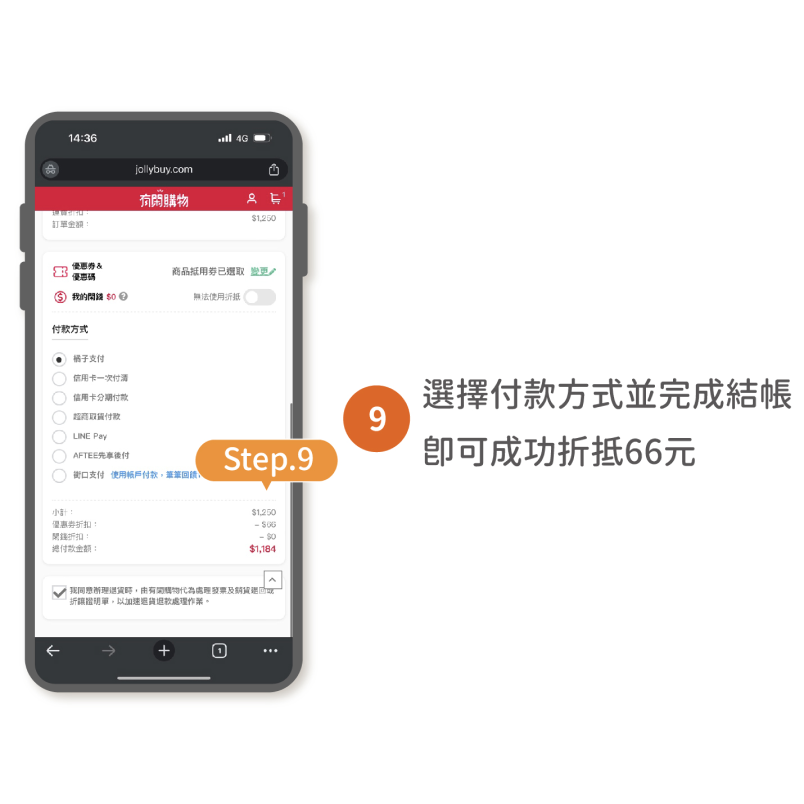 14:36
4G
jollybuy.com
有閑購物
1
訂單金額：
$1,250
優惠券&
優惠碼
商品抵用券已選取 變更
我的閑錢 $0
無法使用折抵
付款方式
橘子支付
信用卡一次付清
信用卡分期付款
超商取貨付款
LINE Pay
AFTEE先享後付
街口支付 使用帳戶付款，筆筆回饋
Step.9
小計：
$1,250
優惠券折扣：
- $66
閑錢折扣：
- $0
總付款金額：
$1,184
我同意辦理退貨時，由有閑購物代為處理發票及銷貨退回或
折讓證明單，以加速退貨退款處理作業。
1
9
選擇付款方式並完成結帳
即可成功折抵66元